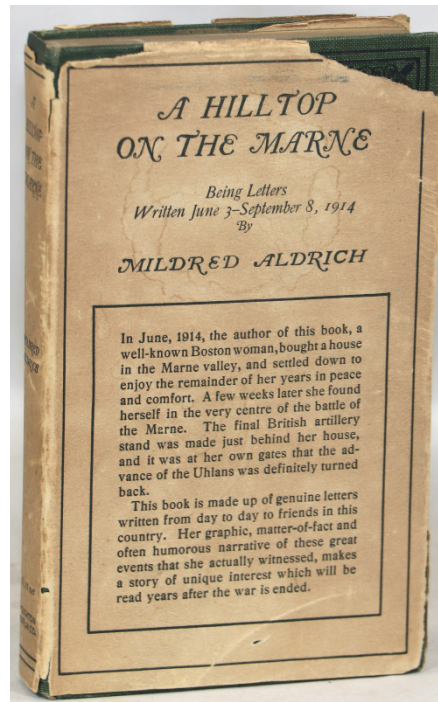 A HILLTOP
ON THE MARNE
Being Letters
Written June 3–September 8, 1914
By
MILDRED ALDRICH
In June, 1914, the author of this book, a
well-known Boston woman, bought a house
in the Marne valley, and settled down to
enjoy the remainder of her years in peace
and comfort. A few weeks later she found
herself in the very centre of the battle of
the Marne. The final British artillery
stand was made just behind her house,
and it was at her own gates that the ad-
vance of the Uhlans was definitely turned
back.
This book is made up of genuine letters
written from day to day to friends in this
country. Her graphic, matter-of-fact and
often humorous narrative of these great
events that she actually witnessed, makes
a story of unique interest which will be
read years after the war is ended.